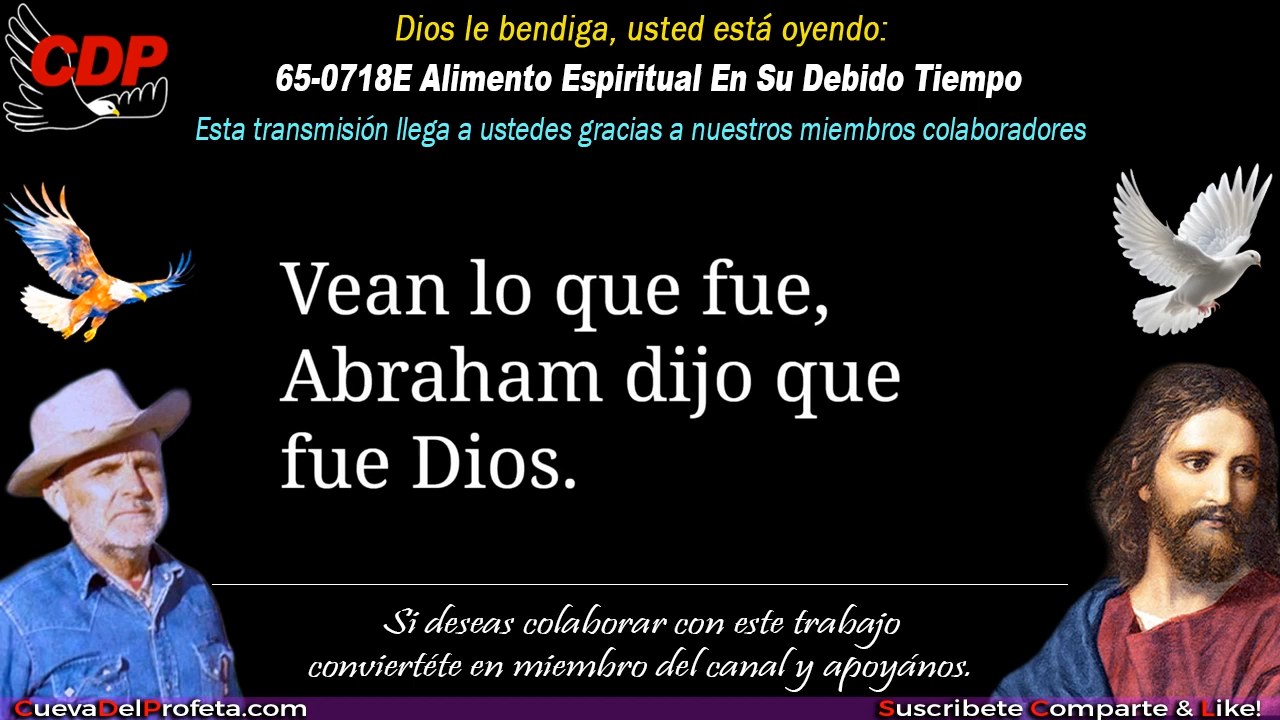 CDP
Dios le bendiga, usted está oyendo:
65-0718E Alimento Espiritual En Su Debido Tiempo
Esta transmisión llega a ustedes gracias a nuestros miembros colaboradores
Vean lo que fue,
Abraham dijo que
fue Dios.
Si deseas colaborar con este trabajo
conviertéte en miembro del canal y apoyános.
CuevaDelProfeta.com
Suscribete Comparte & Like!